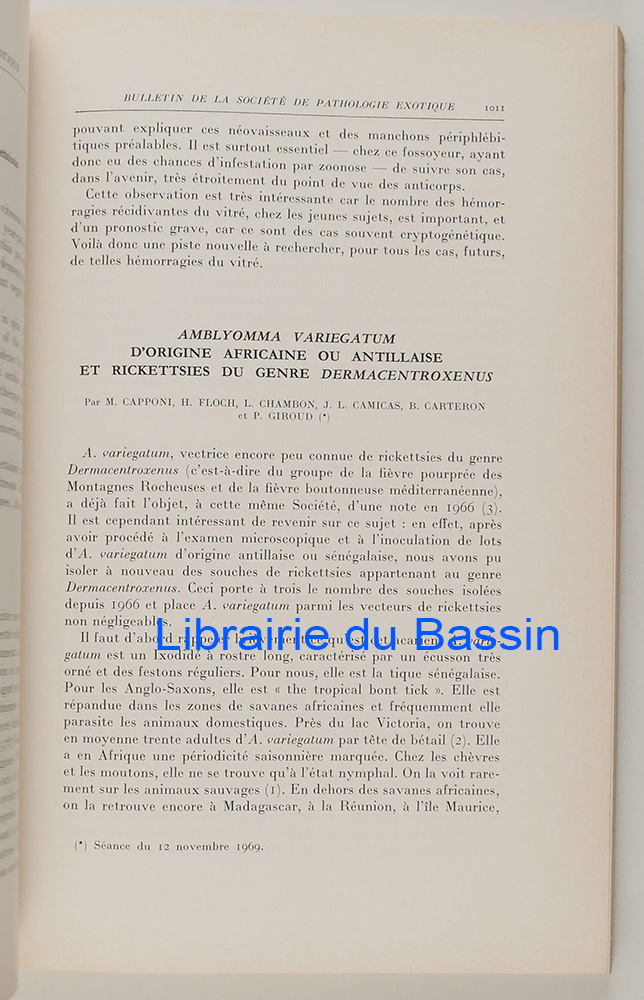 BULLETIN DE LA SOCIÉTÉ DE PATHOLOGIE EXOTIQUE 1011
pouvant expliquer ces néovaisseaux et des manchons périphlébi-
tiques préalables. Il est surtout essentiel — chez ce fossoyeur, ayant
donc eu des chances d'infestation par zoonose — de suivre son cas,
dans l'avenir, très étroitement du point de vue des anticorps.
Cette observation est très intéressante car le nombre des hémor-
ragies récidivantes du vitré, chez les jeunes sujets, est important, et
d'un pronostic grave, car ce sont des cas souvent cryptogénétique.
Voilà donc une piste nouvelle à rechercher, pour tous les cas, futurs,
de telles hémorragies du vitré.
AMBLYOMMA VARIEGATUM
D'ORIGINE AFRICAINE OU ANTILLAISE
ET RICKETTSIES DU GENRE DERMACENTROXENUS
Par M. CAPPONI, H. FLOCH, L. CHAMBON, J. L. CAMICAS, B. CARTERON
et P. GIROUD (*)
A. variegatum, vectrice encore peu connue de rickettsies du genre
Dermacentroxenus (c'est-à-dire du groupe de la fièvre pourprée des
Montagnes Rocheuses et de la fièvre boutonneuse méditerranéenne),
a déjà fait l'objet, à cette même Société, d'une note en 1966 (3).
Il est cependant intéressant de revenir sur ce sujet : en effet, après
avoir procédé à l'examen microscopique et à l'inoculation de lots
d'A. variegatum d'origine antillaise ou sénégalaise, nous avons pu
isoler à nouveau des souches de rickettsies appartenant au genre
Dermacentroxenus. Ceci porte à trois le nombre des souches isolées
depuis 1966 et place A. variegatum parmi les vecteurs de rickettsies
non négligeables.
Librairie du Bassin
Il faut d'abord rappeler brièvement ce qu'est cet acarien A. varie-
gatum est un Ixodidé à rostre long, caractérisé par un écusson très
orné et des festons réguliers. Pour nous, elle est la tique sénégalaise.
Pour les Anglo-Saxons, elle est « the tropical bont tick ». Elle est
répandue dans les zones de savanes africaines et fréquemment elle
parasite les animaux domestiques. Près du lac Victoria, on trouve
en moyenne trente adultes d'A. variegatum par tête de bétail (2). Elle
a en Afrique une périodicité saisonnière marquée. Chez les chèvres
et les moutons, elle ne se trouve qu'à l'état nymphal. On la voit rare-
ment sur les animaux sauvages (1). En dehors des savanes africaines,
on la retrouve encore à Madagascar, à la Réunion, à l'île Maurice,
(*) Séance du 12 novembre 1969.